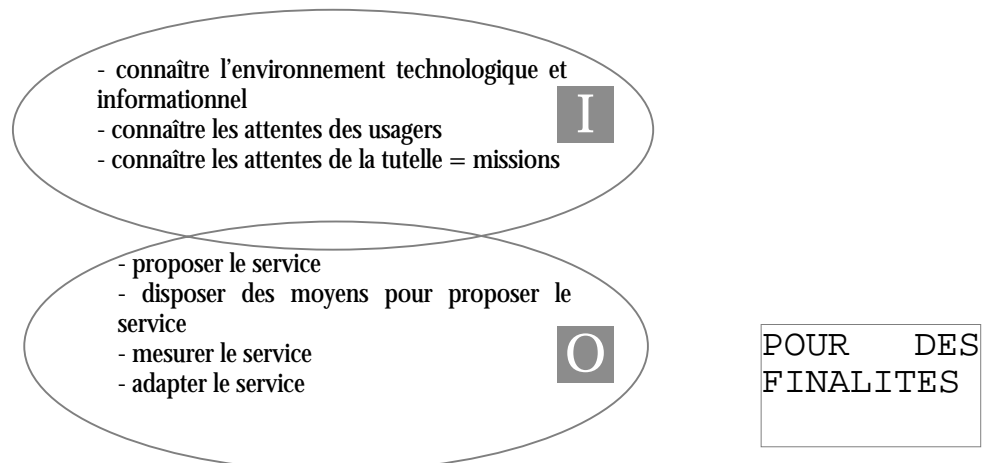 - connaître l'environnement technologique et
informationnel
- connaître les attentes des usagers
- connaître les attentes de la tutelle = missions
I
- proposer le service
- disposer des moyens pour proposer le
service
- mesurer le service
- adapter le service
O
POUR DES
FINALITES